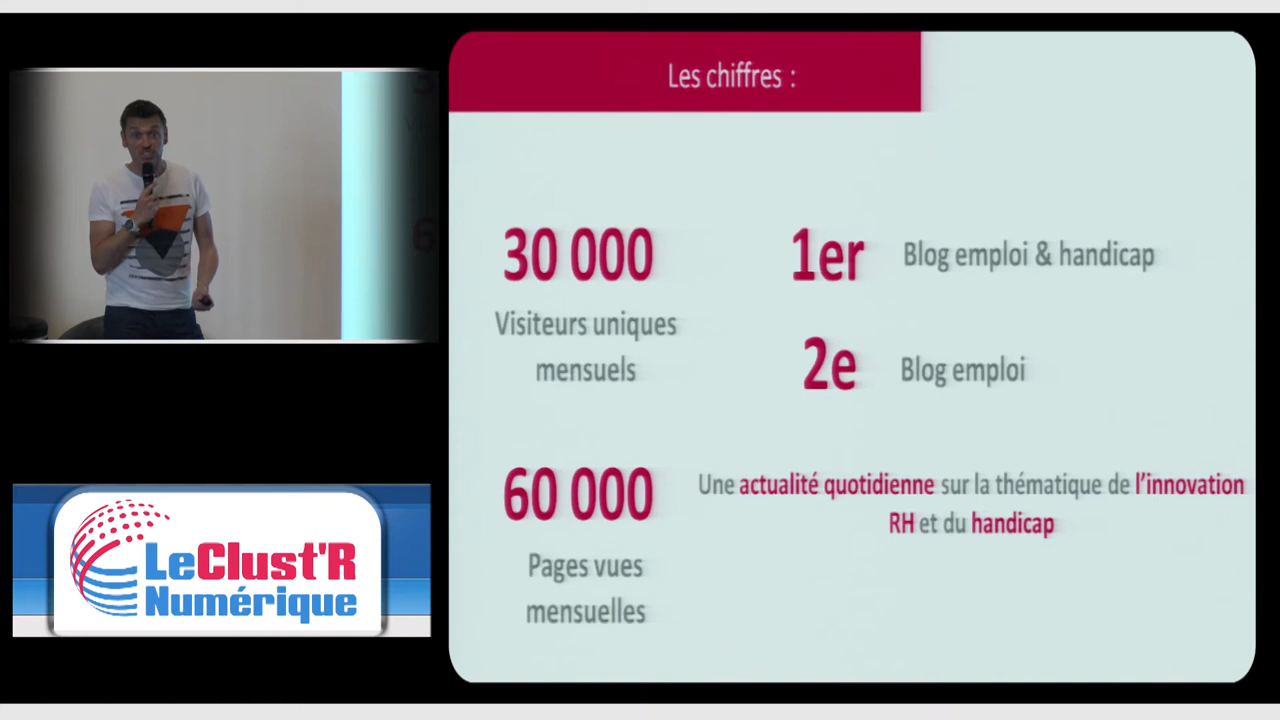 Les chiffres :
30 000
Visiteurs uniques
mensuels
1er
Blog emploi & handicap
2e
Blog emploi
60 000
Pages vues
mensuelles
Une actualité quotidienne sur la thématique de l'innovation
RH et du handicap
LeClust'R
Numérique